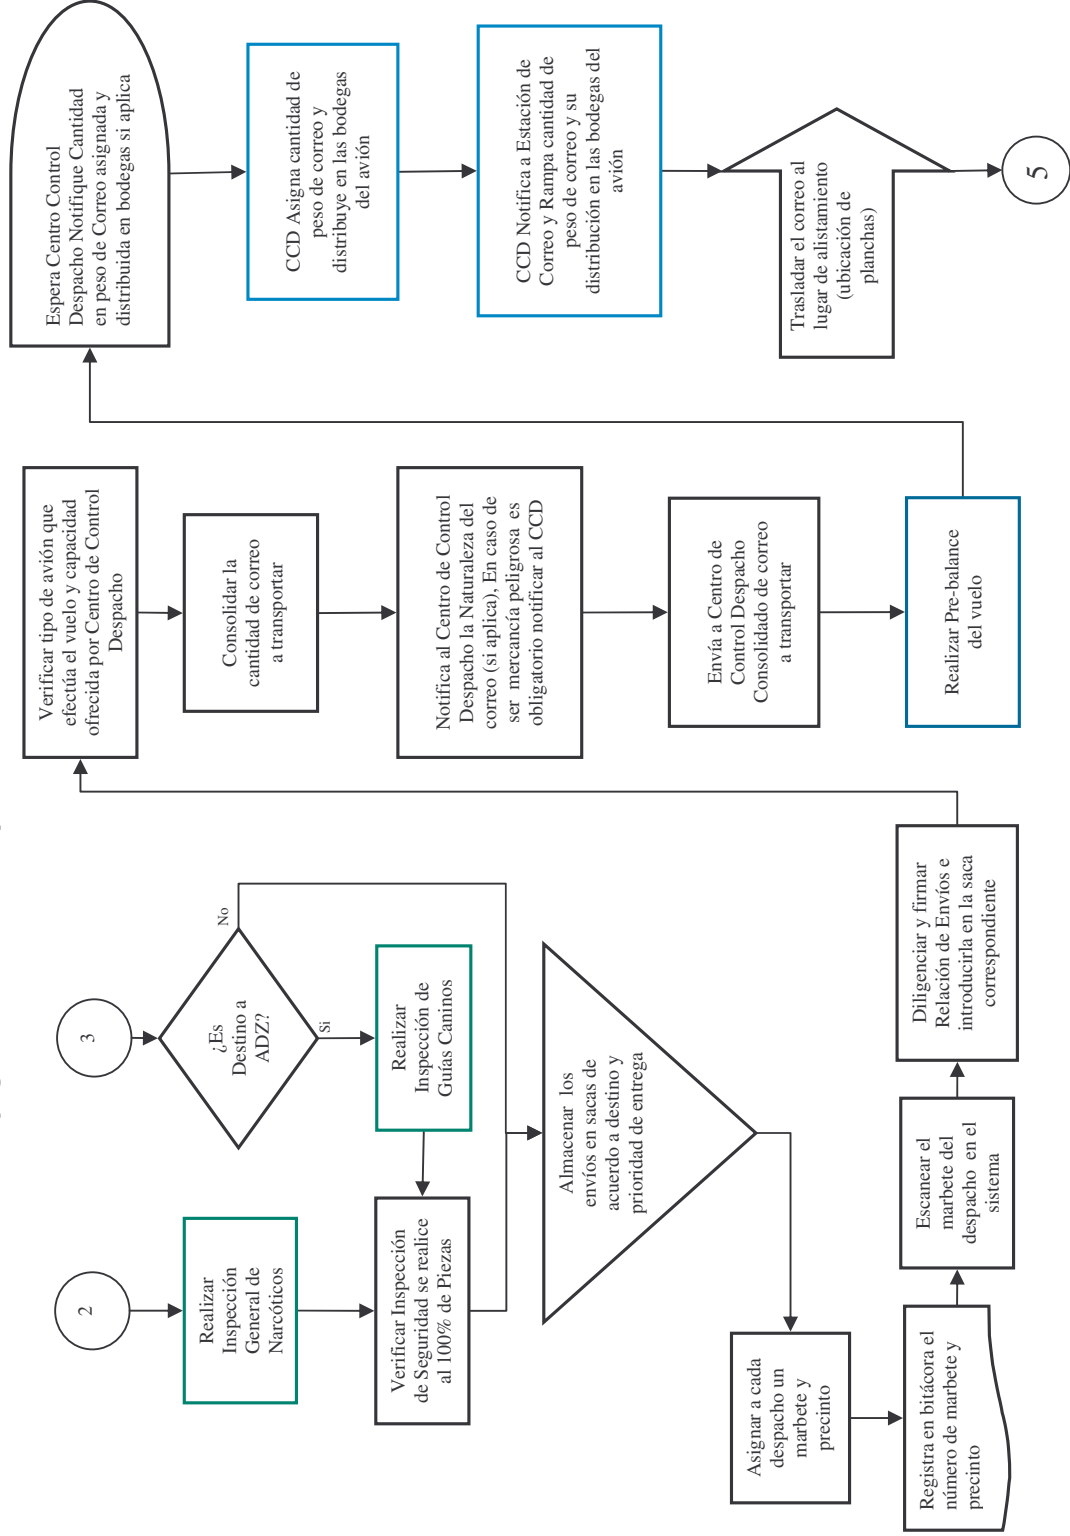 2
Realizar
Inspección
General de
Narcóticos
Verificar Inspección
de Seguridad se realice
al 100% de Piezas
3
¿Es
Destino a
ADZ?
No
Si
Realizar
Inspección de
Guías Caninos
Almacenar los
envíos en sacas de
acuerdo a destino y
prioridad de entrega
Asignar a cada
despacho un
marbete y
precinto
Registra en bitácora el
número de marbete y
precinto
Escanear el
marbete del
despacho en el
sistema
Diligenciar y firmar
Relación de Envíos e
introducirla en la saca
correspondiente
Verificar tipo de avión que
efectúa el vuelo y capacidad
ofrecida por Centro de Control
Despacho
Consolidar la
cantidad de correo
a transportar
Notifica al Centro de Control
Despacho la Naturaleza del
correo (si aplica), En caso de
ser mercancía peligrosa es
obligatorio notificar al CCD
Envía a Centro de
Control Despacho
Consolidado de correo
a transportar
Realizar Pre-balance
del vuelo
Espera Centro Control
Despacho Notifique Cantidad
en peso de Correo asignada y
distribuida en bodegas si aplica
CCD Asigna cantidad de
peso de correo y
distribuye en las bodegas
del avión
CCD Notifica a Estación de
Correo y Rampa cantidad de
peso de correo y su
distribución en las bodegas del
avión
Trasladar el correo al
lugar de alistamiento
(ubicación de
planchas)
5